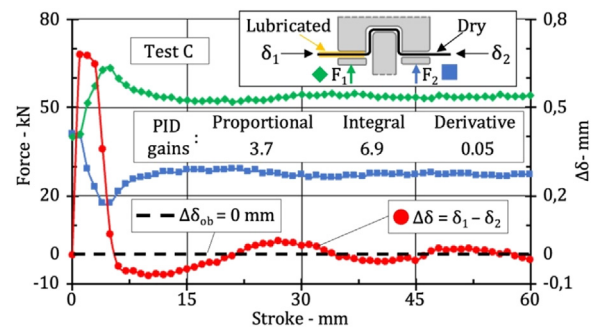 80
50
20
0
-10
Force - kN
Test C
Lubricated
Dry
δ₁
δ₂
F₁
F₂
PID gains :
Proportional Integral Derivative
3.7 6.9 0.05
Δδₒb = 0 mm
Δδ = δ₁ − δ₂
0,8
0,5
0,2
0
-0,1
Δδ- mm
0 15 30 45 60
Stroke - mm